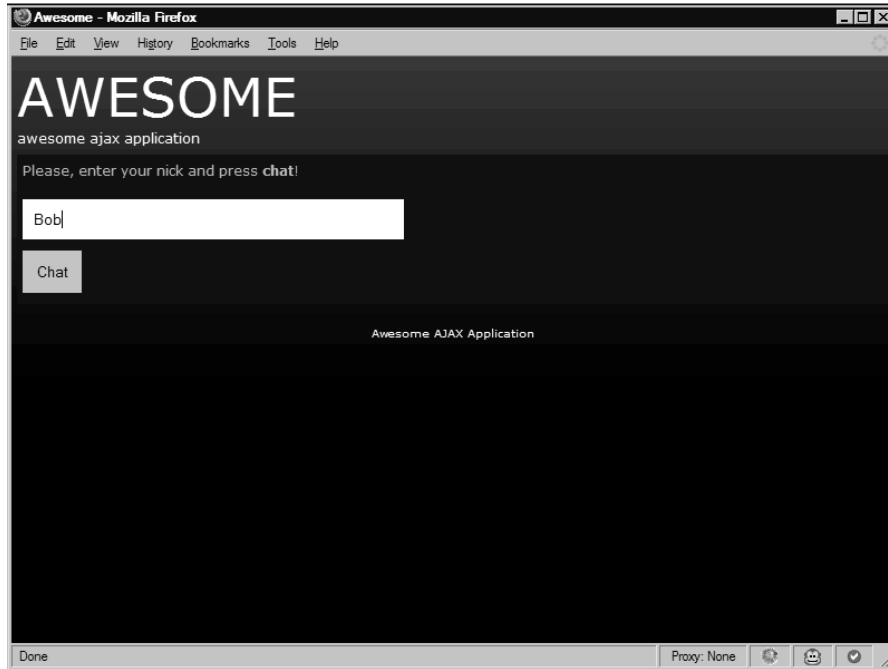 Awesome - Mozilla Firefox
File Edit View History Bookmarks Tools Help
AWESOME
awesome ajax application
Please, enter your nick and press chat!
Bob
Chat
Awesome AJAX Application
Done Proxy: None